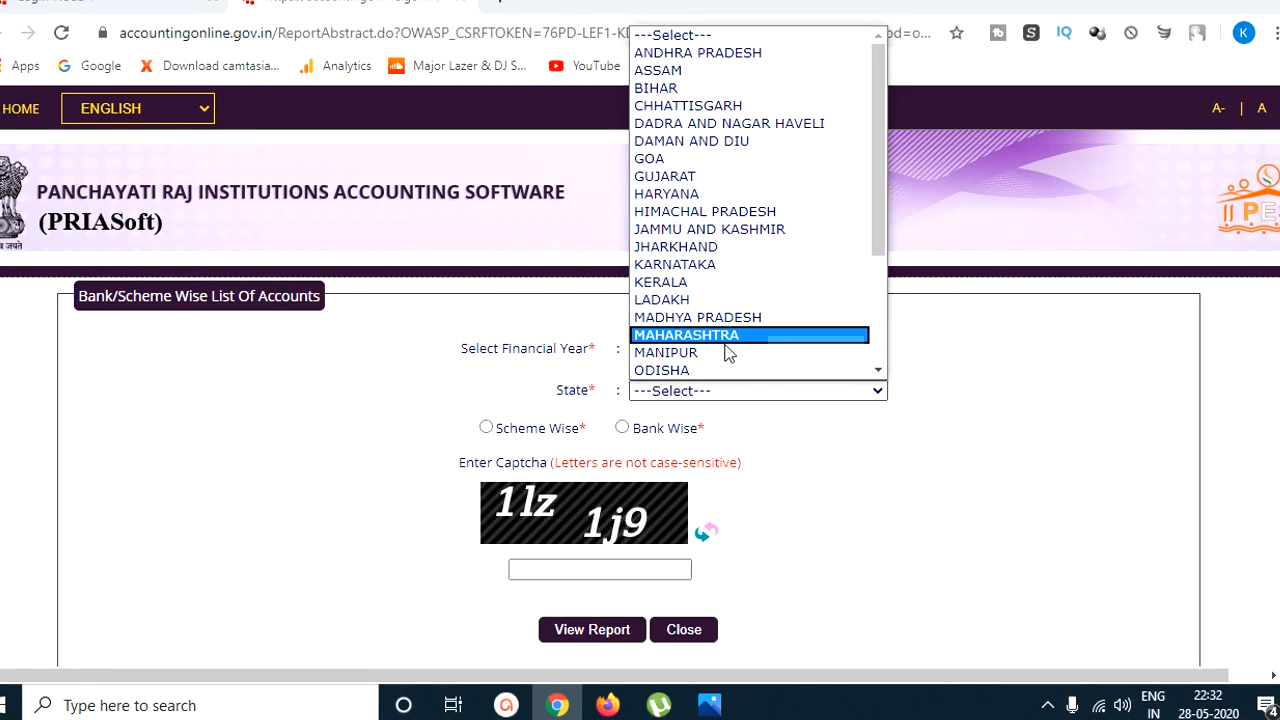 accountingonline.gov.in/ReportAbstract.do?OWASP_CSRFTOKEN=76PD-LEF1-KD
d=o...
K
Apps
Google
Download camtasia...
Analytics
Major Lazer & DJ S...
YouTube
HOME
ENGLISH
A- | A
PANCHAYATI RAJ INSTITUTIONS ACCOUNTING SOFTWARE
(PRIASoft)
Bank/Scheme Wise List Of Accounts
---Select---
ANDHRA PRADESH
ASSAM
BIHAR
CHHATTISGARH
DADRA AND NAGAR HAVELI
DAMAN AND DIU
GOA
GUJARAT
HARYANA
HIMACHAL PRADESH
JAMMU AND KASHMIR
JHARKHAND
KARNATAKA
KERALA
LADAKH
MADHYA PRADESH
MAHARASHTRA
MANIPUR
ODISHA
Select Financial Year* :
State* : ---Select---
Scheme Wise* Bank Wise*
Enter Captcha (Letters are not case-sensitive)
1lz 1j9
View Report Close
Type here to search
ENG
IN
22:32
28-05-2020
4